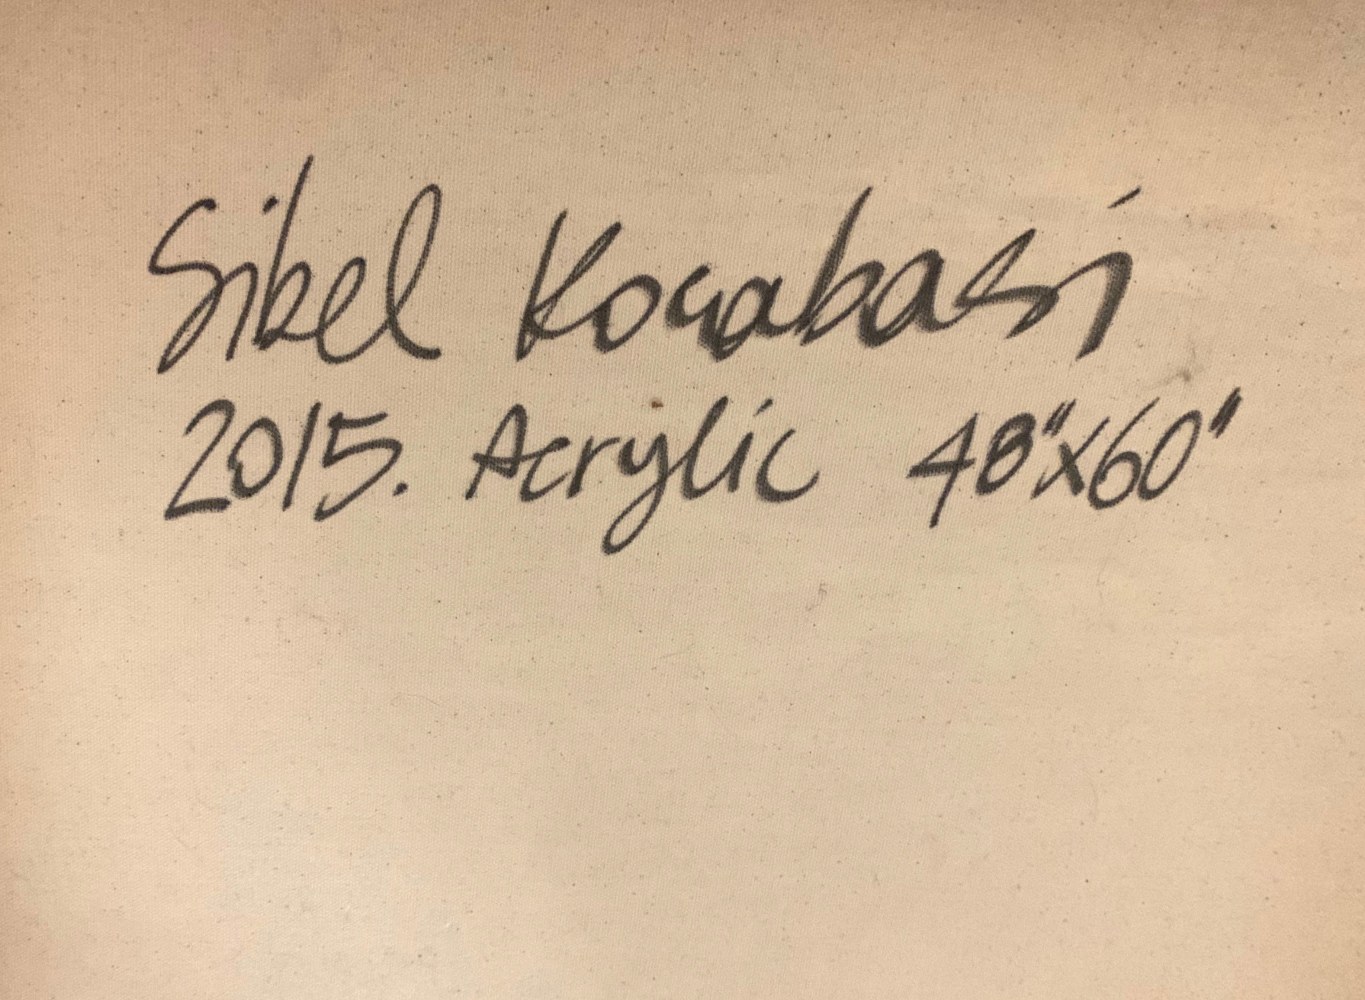 Sibel Kocabasi
2015. Acrylic 48"x60"